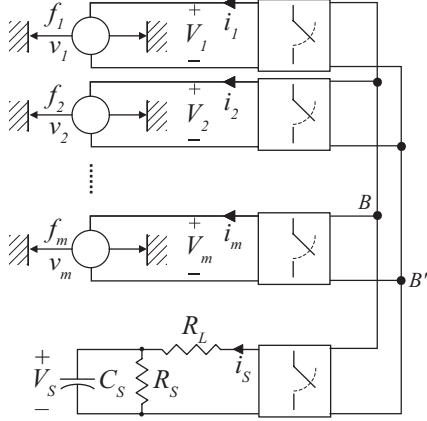 f1 + i1
v1 V1
−
f2 + i2
v2 V2
−
B
fm + im
vm Vm
− B'
RL
+ iS
VS CS RS
−